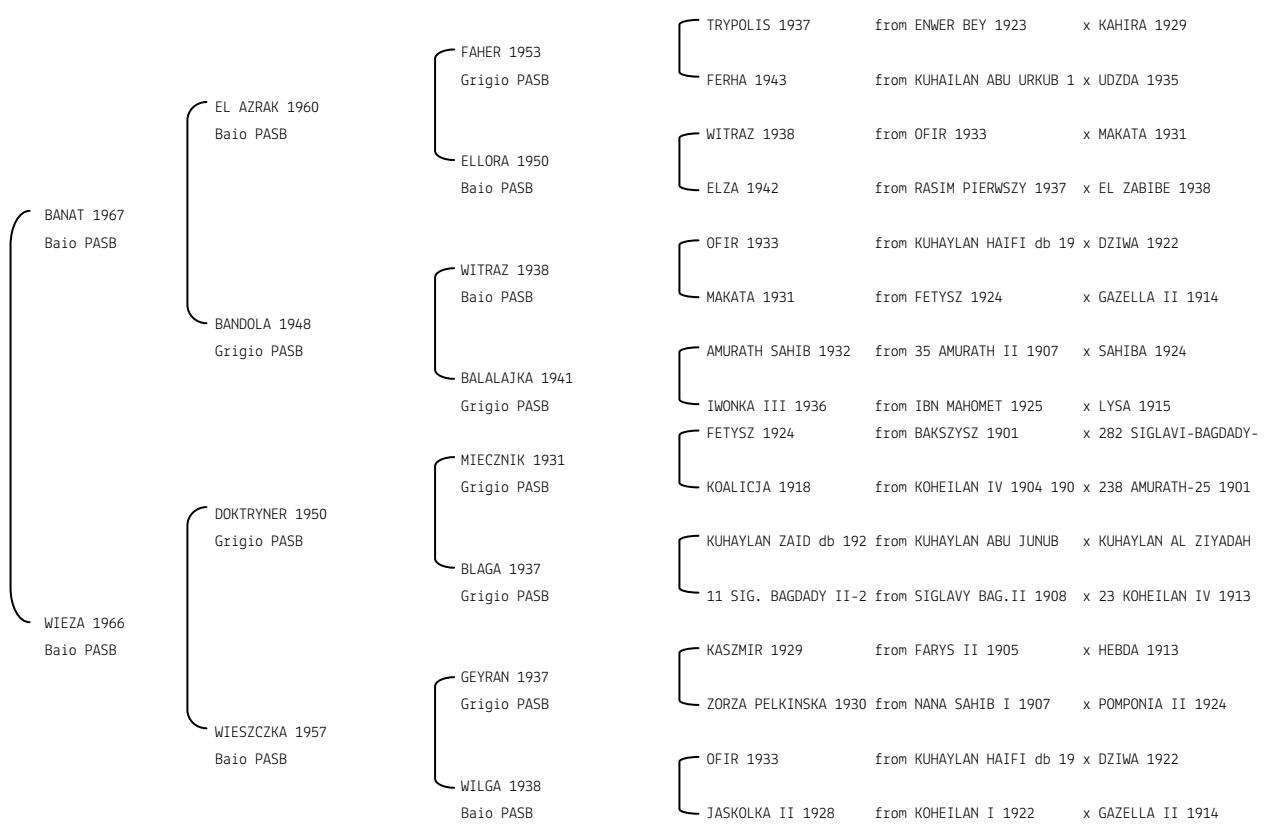 TRYPOLIS 1937 from ENWER BEY 1923 x KAHIRA 1929
FAHER 1953
Grigio PASB
FERHA 1943 from KUHAILAN ABU URKUB 1 x UDZDA 1935
EL AZRAK 1960
Baio PASB
WITRAZ 1938 from OFIR 1933 x MAKATA 1931
ELLORA 1950
Baio PASB
ELZA 1942 from RASIM PIERWSZY 1937 x EL ZABIBE 1938
BANAT 1967
Baio PASB
OFIR 1933 from KUHAYLAN HAIFI db 19 x DZIWA 1922
WITRAZ 1938
Baio PASB
MAKATA 1931 from FETYSZ 1924 x GAZELLA II 1914
BANDOLA 1948
Grigio PASB
AMURATH SAHIB 1932 from 35 AMURATH II 1907 x SAHIBA 1924
BALALAJKA 1941
Grigio PASB
IWONKA III 1936 from IBN MAHOMET 1925 x LYSA 1915
FETYSZ 1924 from BAKSZYSZ 1901 x 282 SIGLAVI-BAGDADY-
MIECZNIK 1931
Grigio PASB
KOALICJA 1918 from KOHEILAN IV 1904 190 x 238 AMURATH-25 1901
DOKTRYNER 1950
Grigio PASB
KUHAYLAN ZAID db 192 from KUHAYLAN ABU JUNUB x KUHAYLAN AL ZIYADAH
BLAGA 1937
Grigio PASB
11 SIG. BAGDADY II-2 from SIGLAVY BAG.II 1908 x 23 KOHEILAN IV 1913
WIEZA 1966
Baio PASB
KASZMIR 1929 from FARYS II 1905 x HEBDA 1913
GEYRAN 1937
Grigio PASB
ZORZA PELKINSKA 1930 from NANA SAHIB I 1907 x POMPONIA II 1924
WIESZCZKA 1957
Baio PASB
OFIR 1933 from KUHAYLAN HAIFI db 19 x DZIWA 1922
WILGA 1938
Baio PASB
JASKOLKA II 1928 from KOHEILAN I 1922 x GAZELLA II 1914